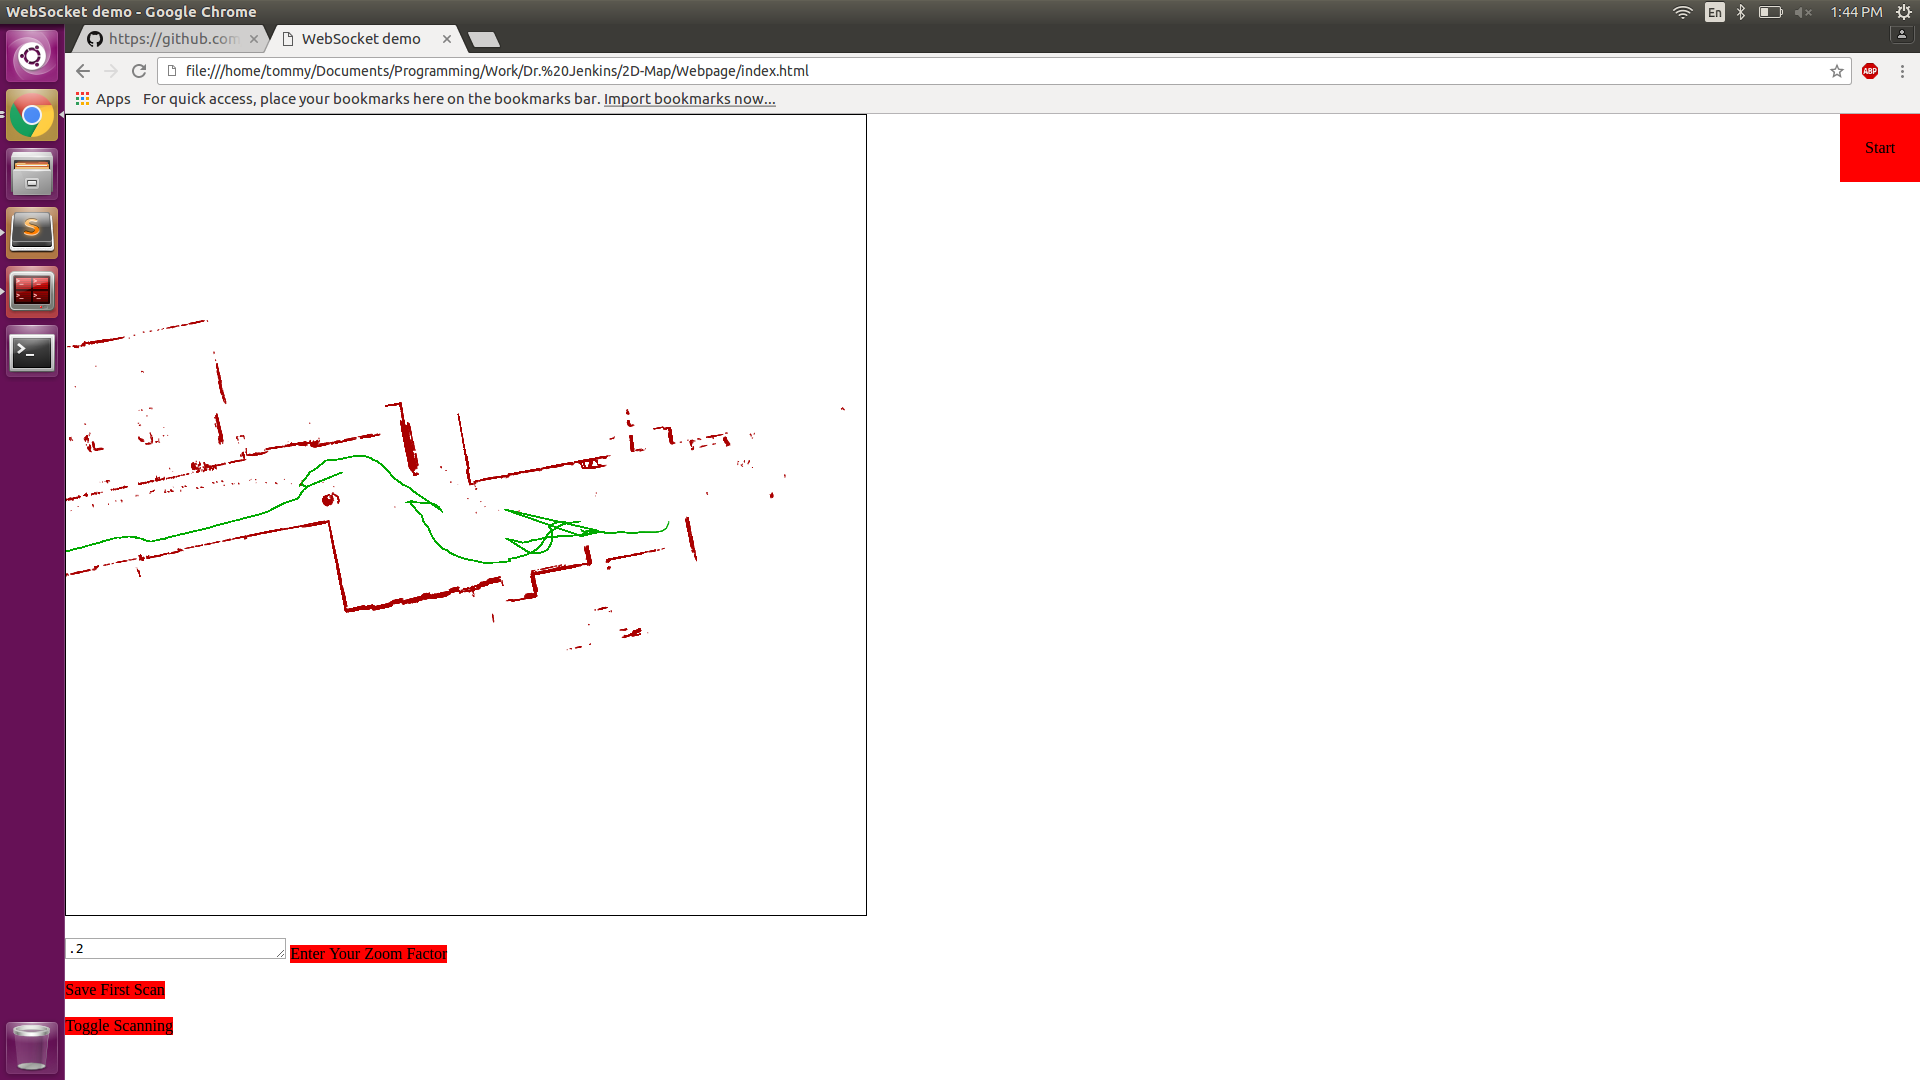 WebSocket demo - Google Chrome
En
1:44 PM
https://github.com
WebSocket demo
file:///home/tommy/Documents/Programming/Work/Dr.%20Jenkins/2D-Map/Webpage/index.html
ABP
Apps
For quick access, place your bookmarks here on the bookmarks bar. Import bookmarks now...
Start
.2
Enter Your Zoom Factor
Save First Scan
Toggle Scanning